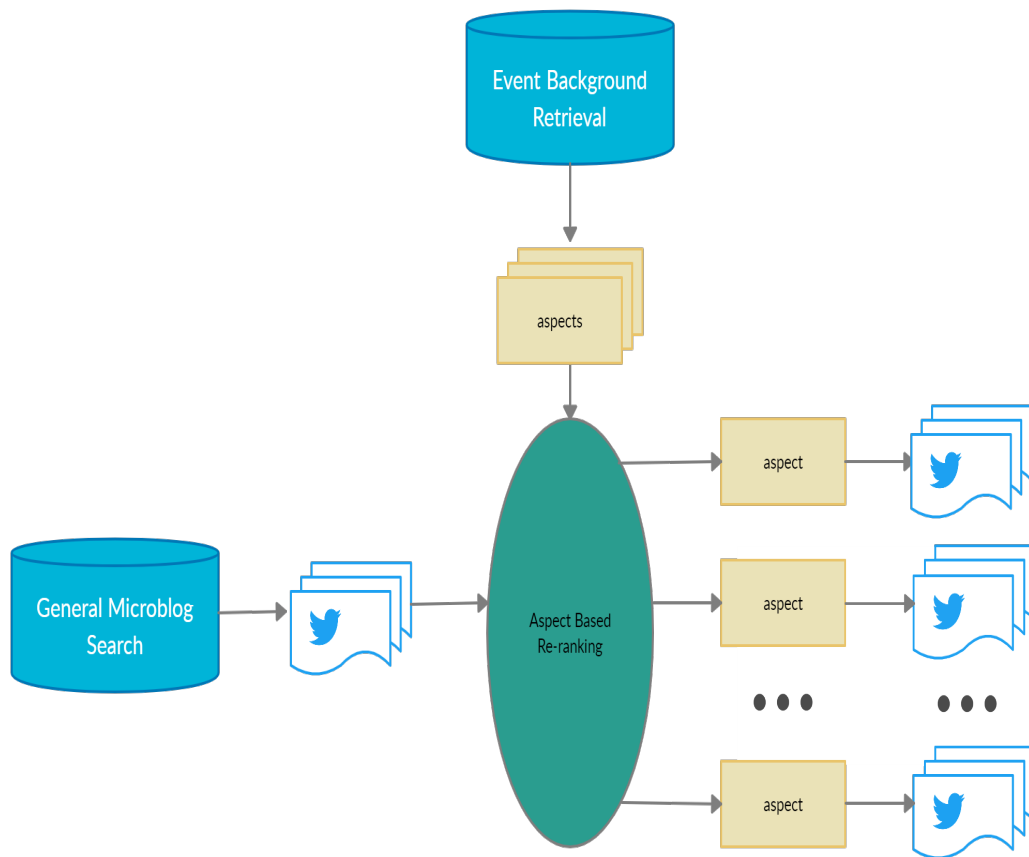 Event Background
Retrieval
aspects
aspect
General Microblog
Search
Aspect Based
Re-ranking
aspect
aspect